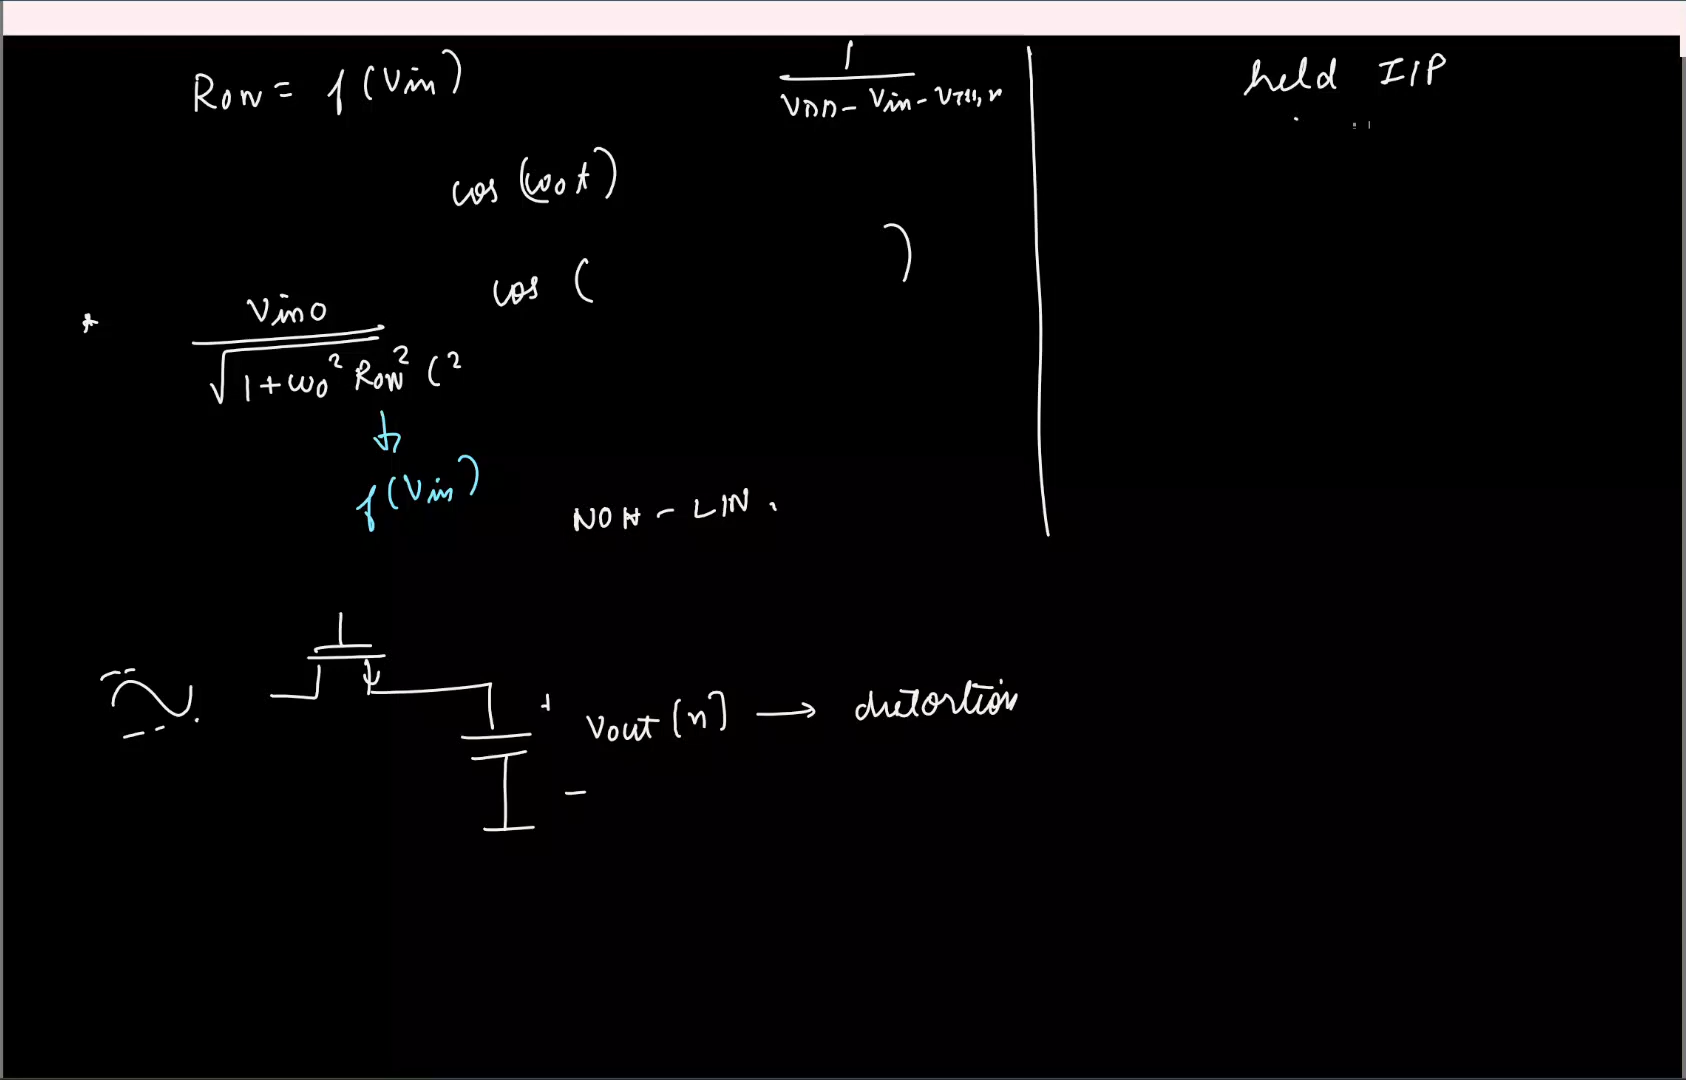 RON = f(Vin)
1
VDD - Vin - VTH,n
held I/P
cos(ω0t)
cos ( )
* Vin0
√1+ω0² RON² C²
f(Vin)
NON-LIN.
+ Vout[n] → distortion
-